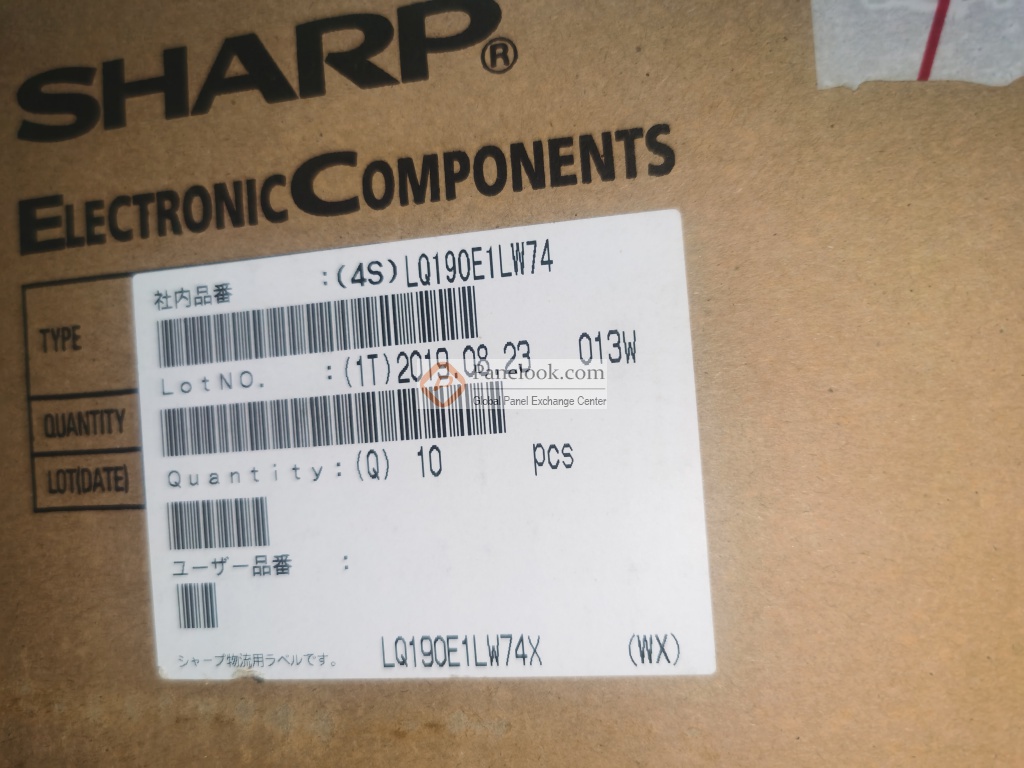 SHARP®
ELECTRONIC COMPONENTS
TYPE
QUANTITY
LOT(DATE)
社内品番 :(4S)LQ190E1LW74
LotNO. :(1T)2019.08.23 013W
Quantity:(Q) 10 pcs
ユーザー品番 :
シャープ物流用ラベルです。 LQ190E1LW74X (WX)
Panelook.com
Global Panel Exchange Center